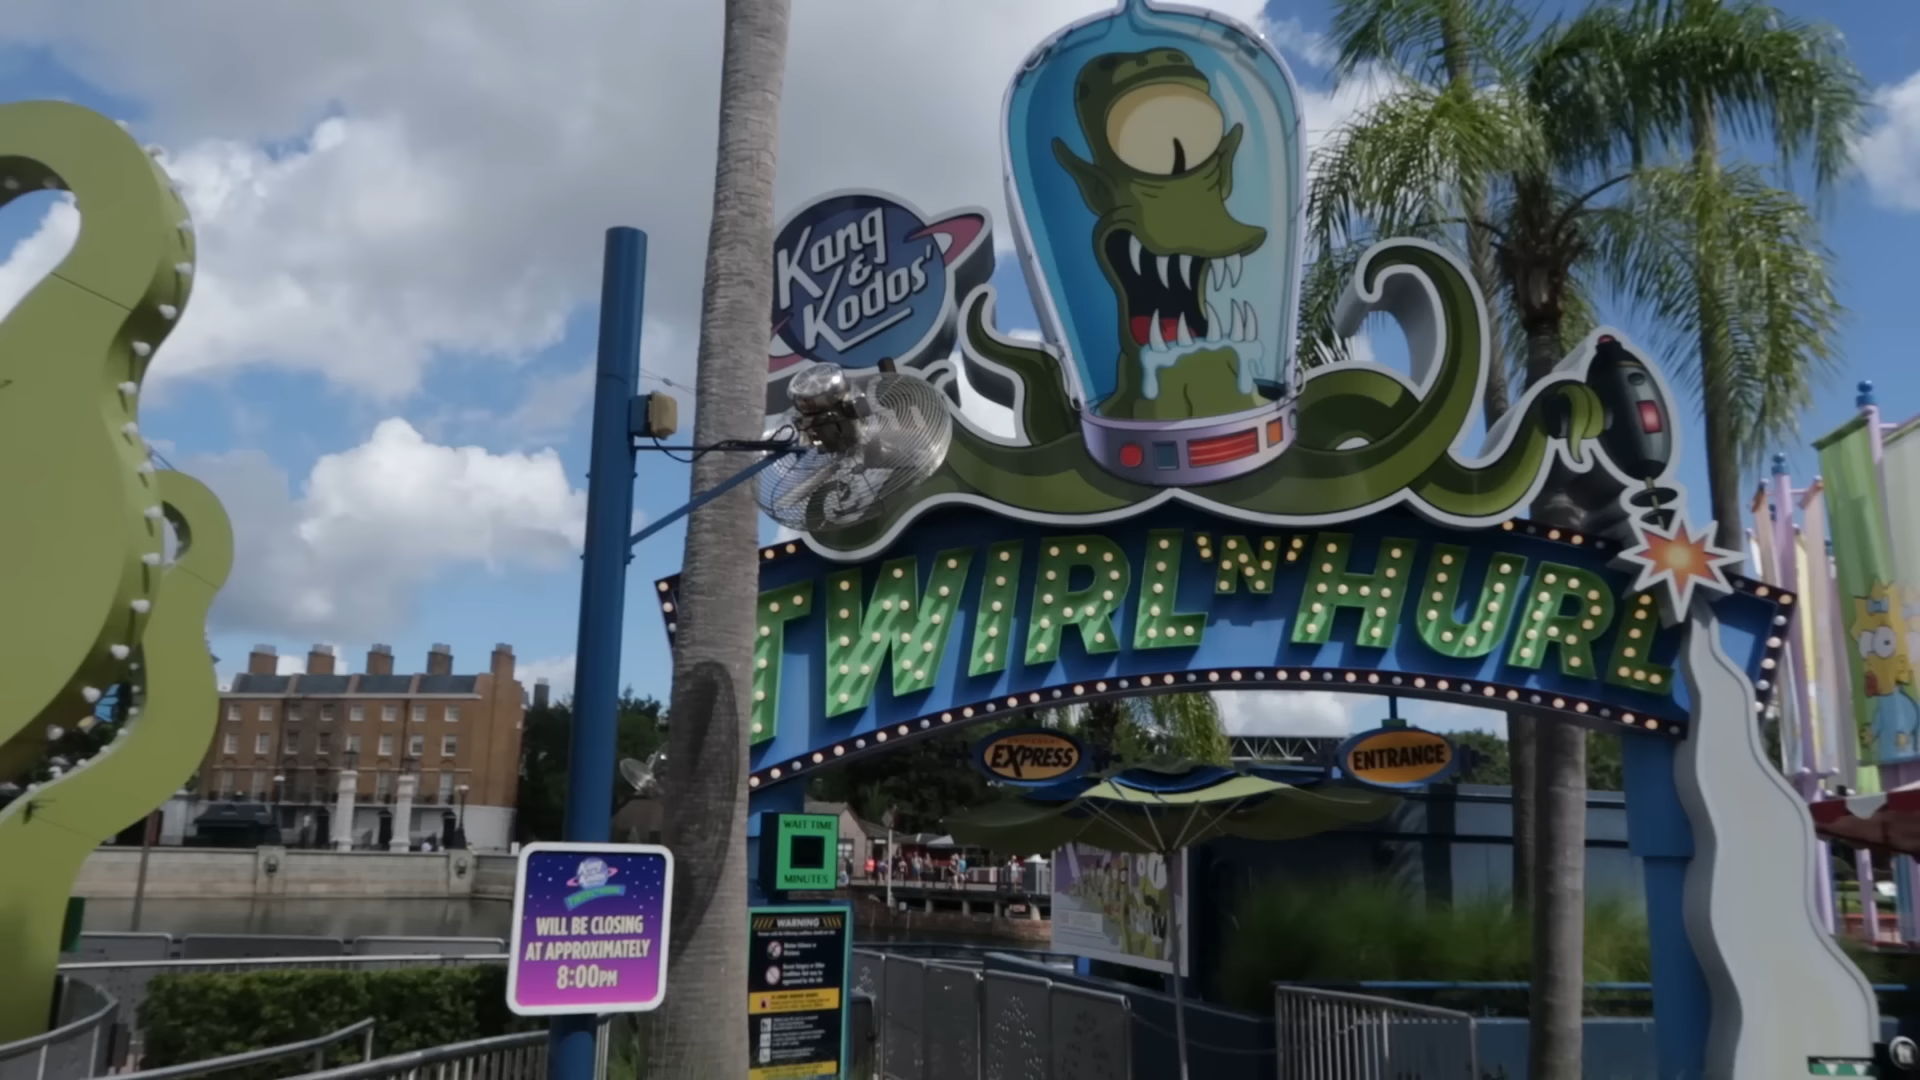 Kang
&
Kodos'
TWIRL 'N' HURL
EXPRESS
ENTRANCE
WAIT TIME
MINUTES
WILL BE CLOSING
AT APPROXIMATELY
8:00PM
WARNING